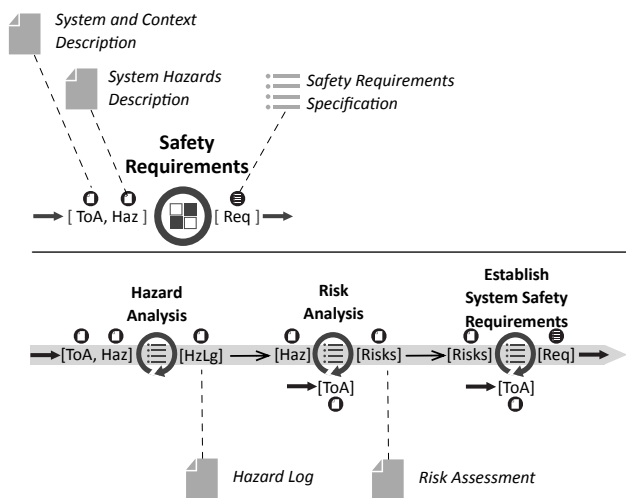 System and Context
Description
System Hazards
Description
Safety Requirements
Specification
Safety
Requirements
[ ToA, Haz ]
[ Req ]
Hazard
Analysis
Risk
Analysis
Establish
System Safety
Requirements
[ToA, Haz]
[HzLg]
[Haz]
[Risks]
[Risks]
[Req]
[ToA]
[ToA]
Hazard Log
Risk Assessment